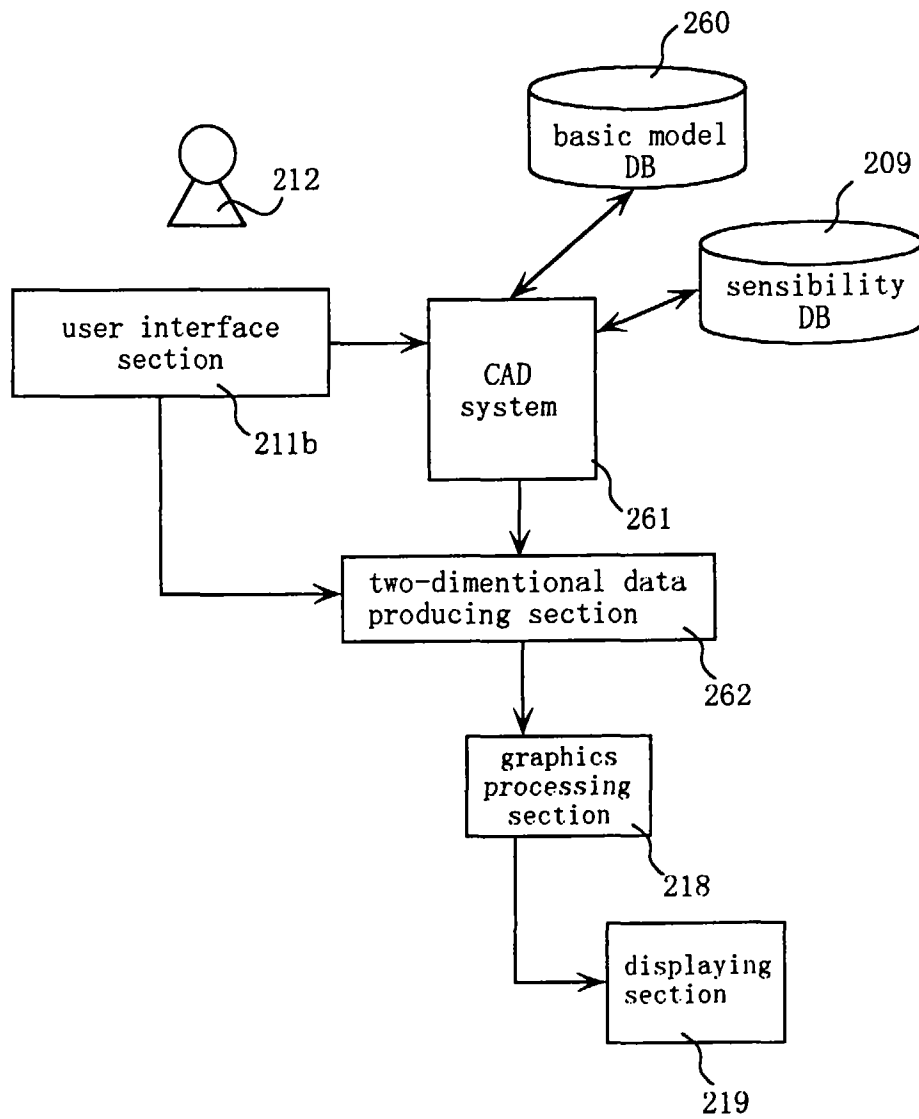 260
basic model
DB
212
209
sensibility
DB
user interface
section
CAD
system
211b
261
two-dimentional data
producing section
262
graphics
processing
section
218
displaying
section
219